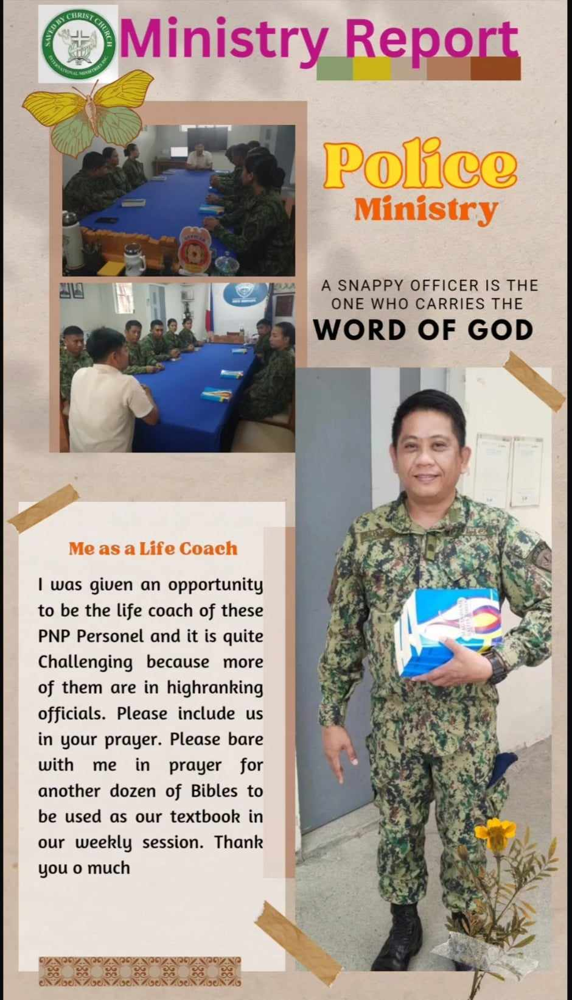 SAVED BY CHRIST CHURCH
INTERNATIONAL MINISTRIES INC.
Ministry Report
Police
Ministry
A SNAPPY OFFICER IS THE
ONE WHO CARRIES THE
WORD OF GOD
Me as a Life Coach
I was given an opportunity
to be the life coach of these
PNP Personel and it is quite
Challenging because more
of them are in highranking
officials. Please include us
in your prayer. Please bare
with me in prayer for
another dozen of Bibles to
be used as our textbook in
our weekly session. Thank
you o much